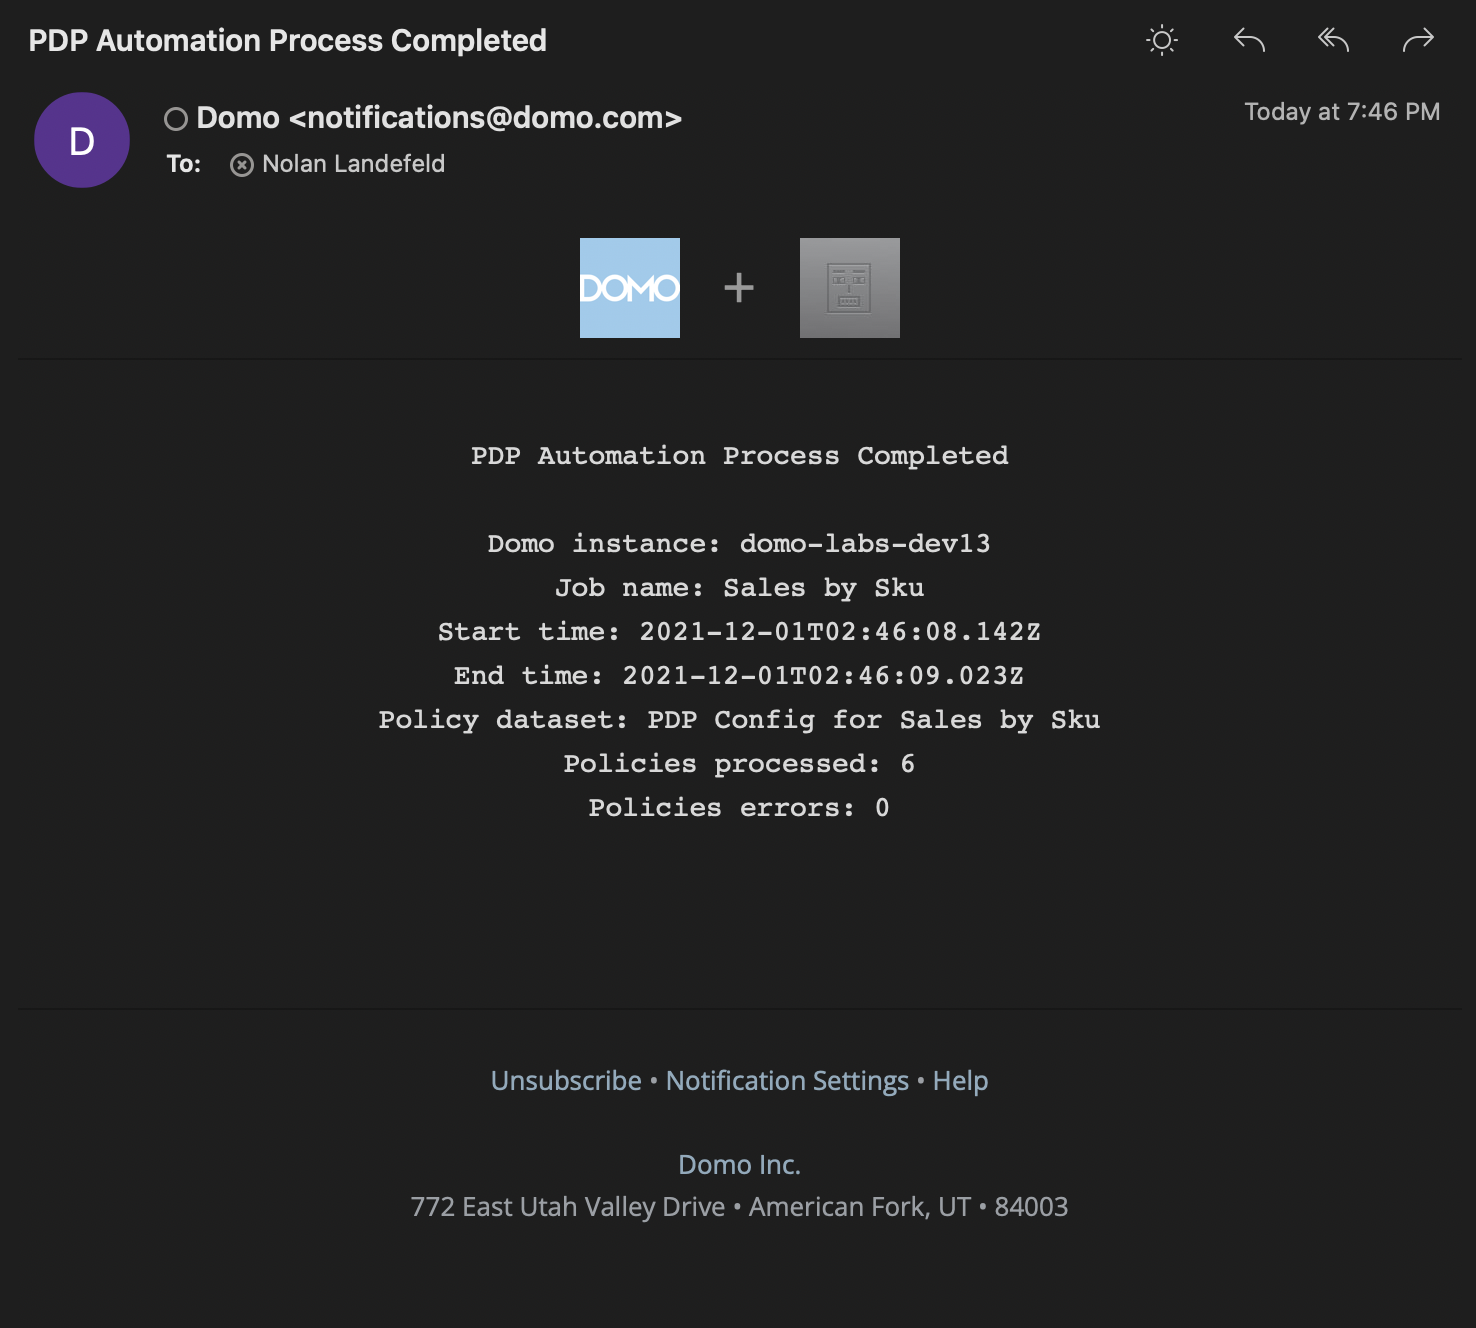 PDP Automation Process Completed
D
Domo <notifications@domo.com>
Today at 7:46 PM
To: Nolan Landefeld
DOMO
+
PDP Automation Process Completed
Domo instance: domo-labs-dev13
Job name: Sales by Sku
Start time: 2021-12-01T02:46:08.142Z
End time: 2021-12-01T02:46:09.023Z
Policy dataset: PDP Config for Sales by Sku
Policies processed: 6
Policies errors: 0
Unsubscribe • Notification Settings • Help
Domo Inc.
772 East Utah Valley Drive • American Fork, UT • 84003